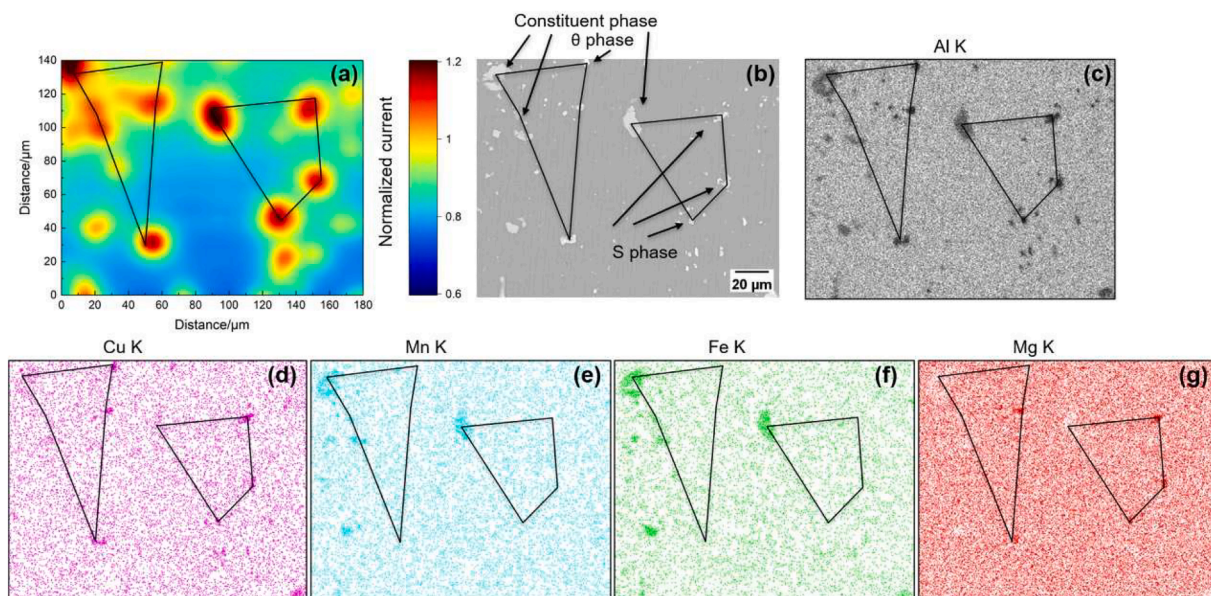 Constituent phase
θ phase
Al K
140
120
100
80
60
40
20
0
Distance/µm
0 20 40 60 80 100 120 140 160 180
Distance/µm
(a)
1.2
1
0.8
0.6
Normalized current
(b)
S phase
20 µm
(c)
Cu K
Mn K
Fe K
Mg K
(d)
(e)
(f)
(g)